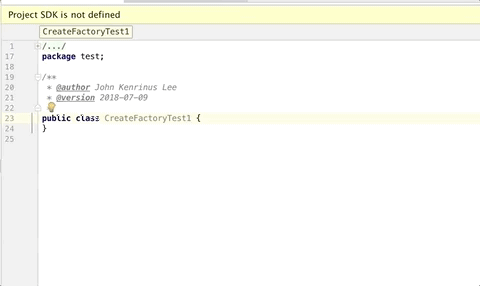 Project SDK is not defined
CreateFactoryTest1
1 /.../
17 package test;
18
19 /**
20 * @author John Kenrinus Lee
21 * @version 2018-07-09
22
23 public class CreateFactoryTest1 {
24 }
25